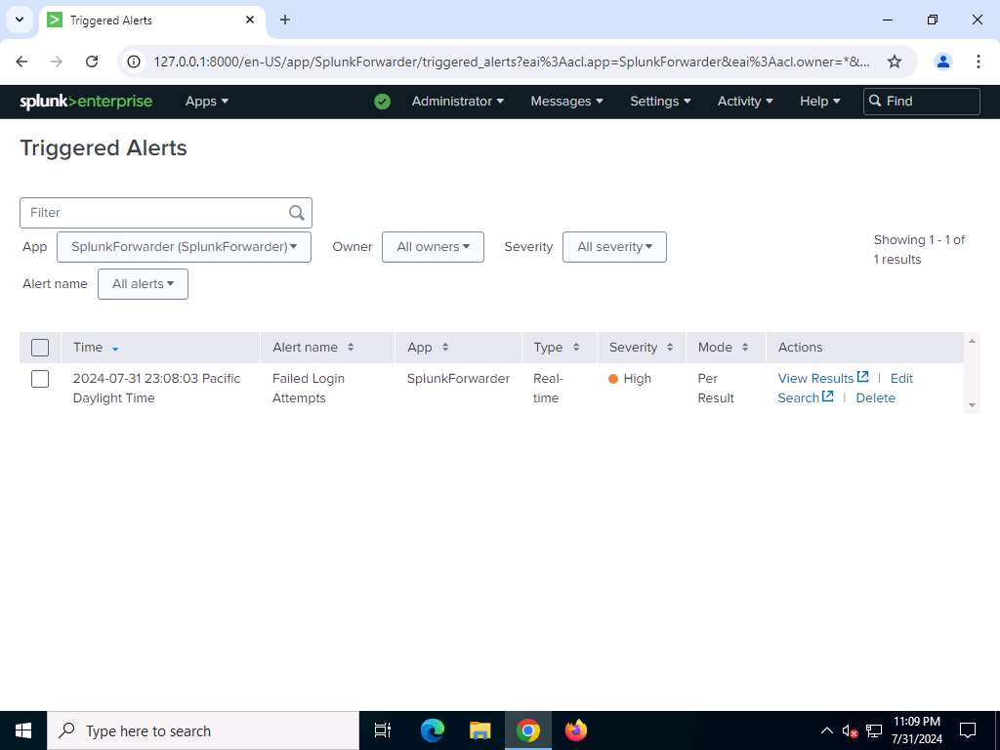 Triggered Alerts
127.0.0.1:8000/en-US/app/SplunkForwarder/triggered_alerts?eai%3Aacl.app=SplunkForwarder&eai%3Aacl.owner=*&...
splunk>enterprise Apps Administrator Messages Settings Activity Help Find
Triggered Alerts
Filter
App SplunkForwarder (SplunkForwarder) Owner All owners Severity All severity
Showing 1 - 1 of
1 results
Alert name All alerts
Time Alert name App Type Severity Mode Actions
2024-07-31 23:08:03 Pacific Failed Login SplunkForwarder Real- High Per View Results | Edit
Daylight Time Attempts time Result Search | Delete
Type here to search
11:09 PM
7/31/2024